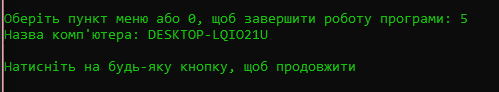 Оберіть пункт меню або 0, щоб завершити роботу програми: 5
Назва комп'ютера: DESKTOP-LQIO21U
Натисніть на будь-яку кнопку, щоб продовжити